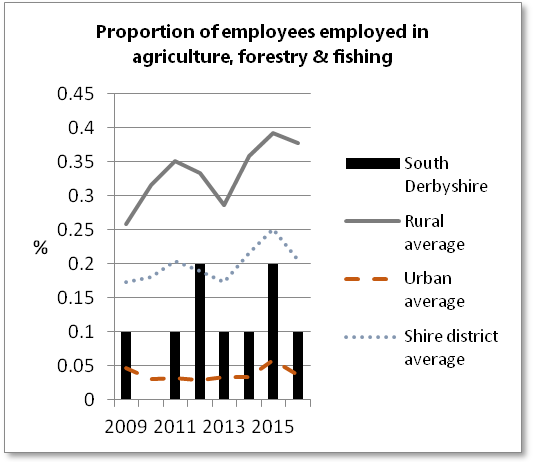 Proportion of employees employed in
agriculture, forestry & fishing
0.45
0.4
0.35
0.3
0.25
0.2
0.15
0.1
0.05
0
%
2009 2011 2013 2015
South
Derbyshire
Rural
average
Urban
average
Shire district
average